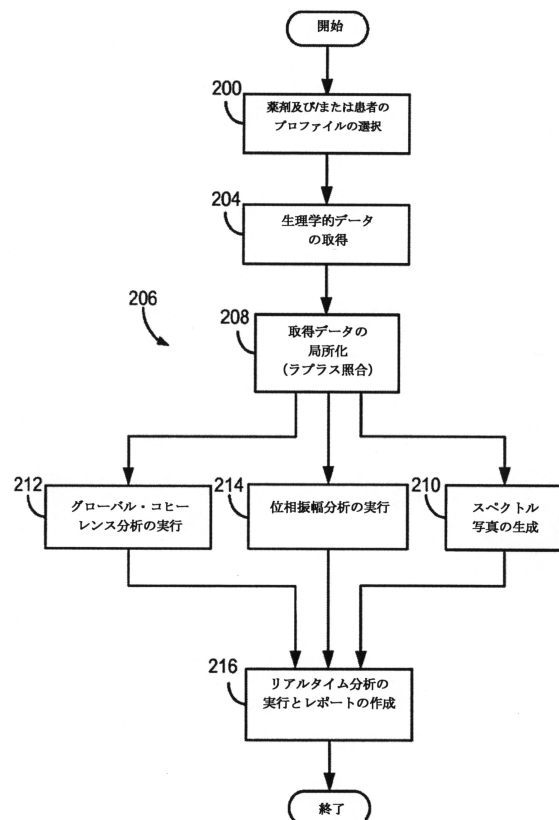 開始
200
薬剤及び/または患者の
プロファイルの選択
204
生理学的データ
の取得
206
208
取得データの
局所化
(ラプラス照合)
212
グローバル・コヒー
レンス分析の実行
214
位相振幅分析の実行
210
スペクトル
写真の生成
216
リアルタイム分析の
実行とレポートの作成
終了